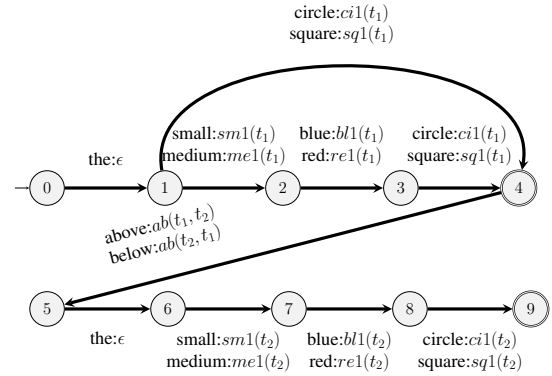 circle:ci1(t₁)
square:sq1(t₁)
the:ϵ
small:sm1(t₁)
medium:me1(t₁)
blue:bl1(t₁)
red:re1(t₁)
circle:ci1(t₁)
square:sq1(t₁)
0
1
2
3
4
above:ab(t₁, t₂)
below:ab(t₂, t₁)
5
6
7
8
9
the:ϵ
small:sm1(t₂)
medium:me1(t₂)
blue:bl1(t₂)
red:re1(t₂)
circle:ci1(t₂)
square:sq1(t₂)